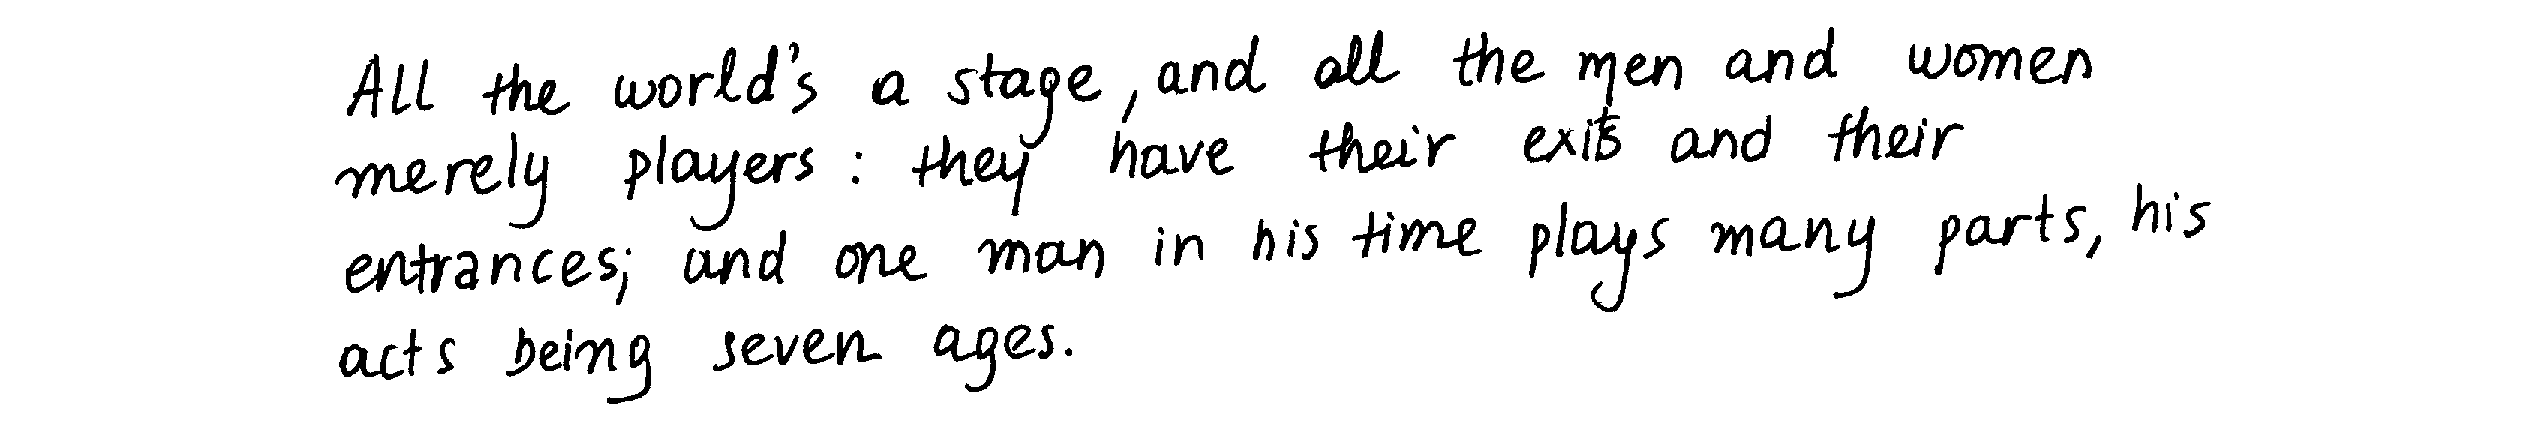 All the world's a stage, and all the men and women
merely players: they have their exits and their
entrances; and one man in his time plays many parts, his
acts being seven ages.